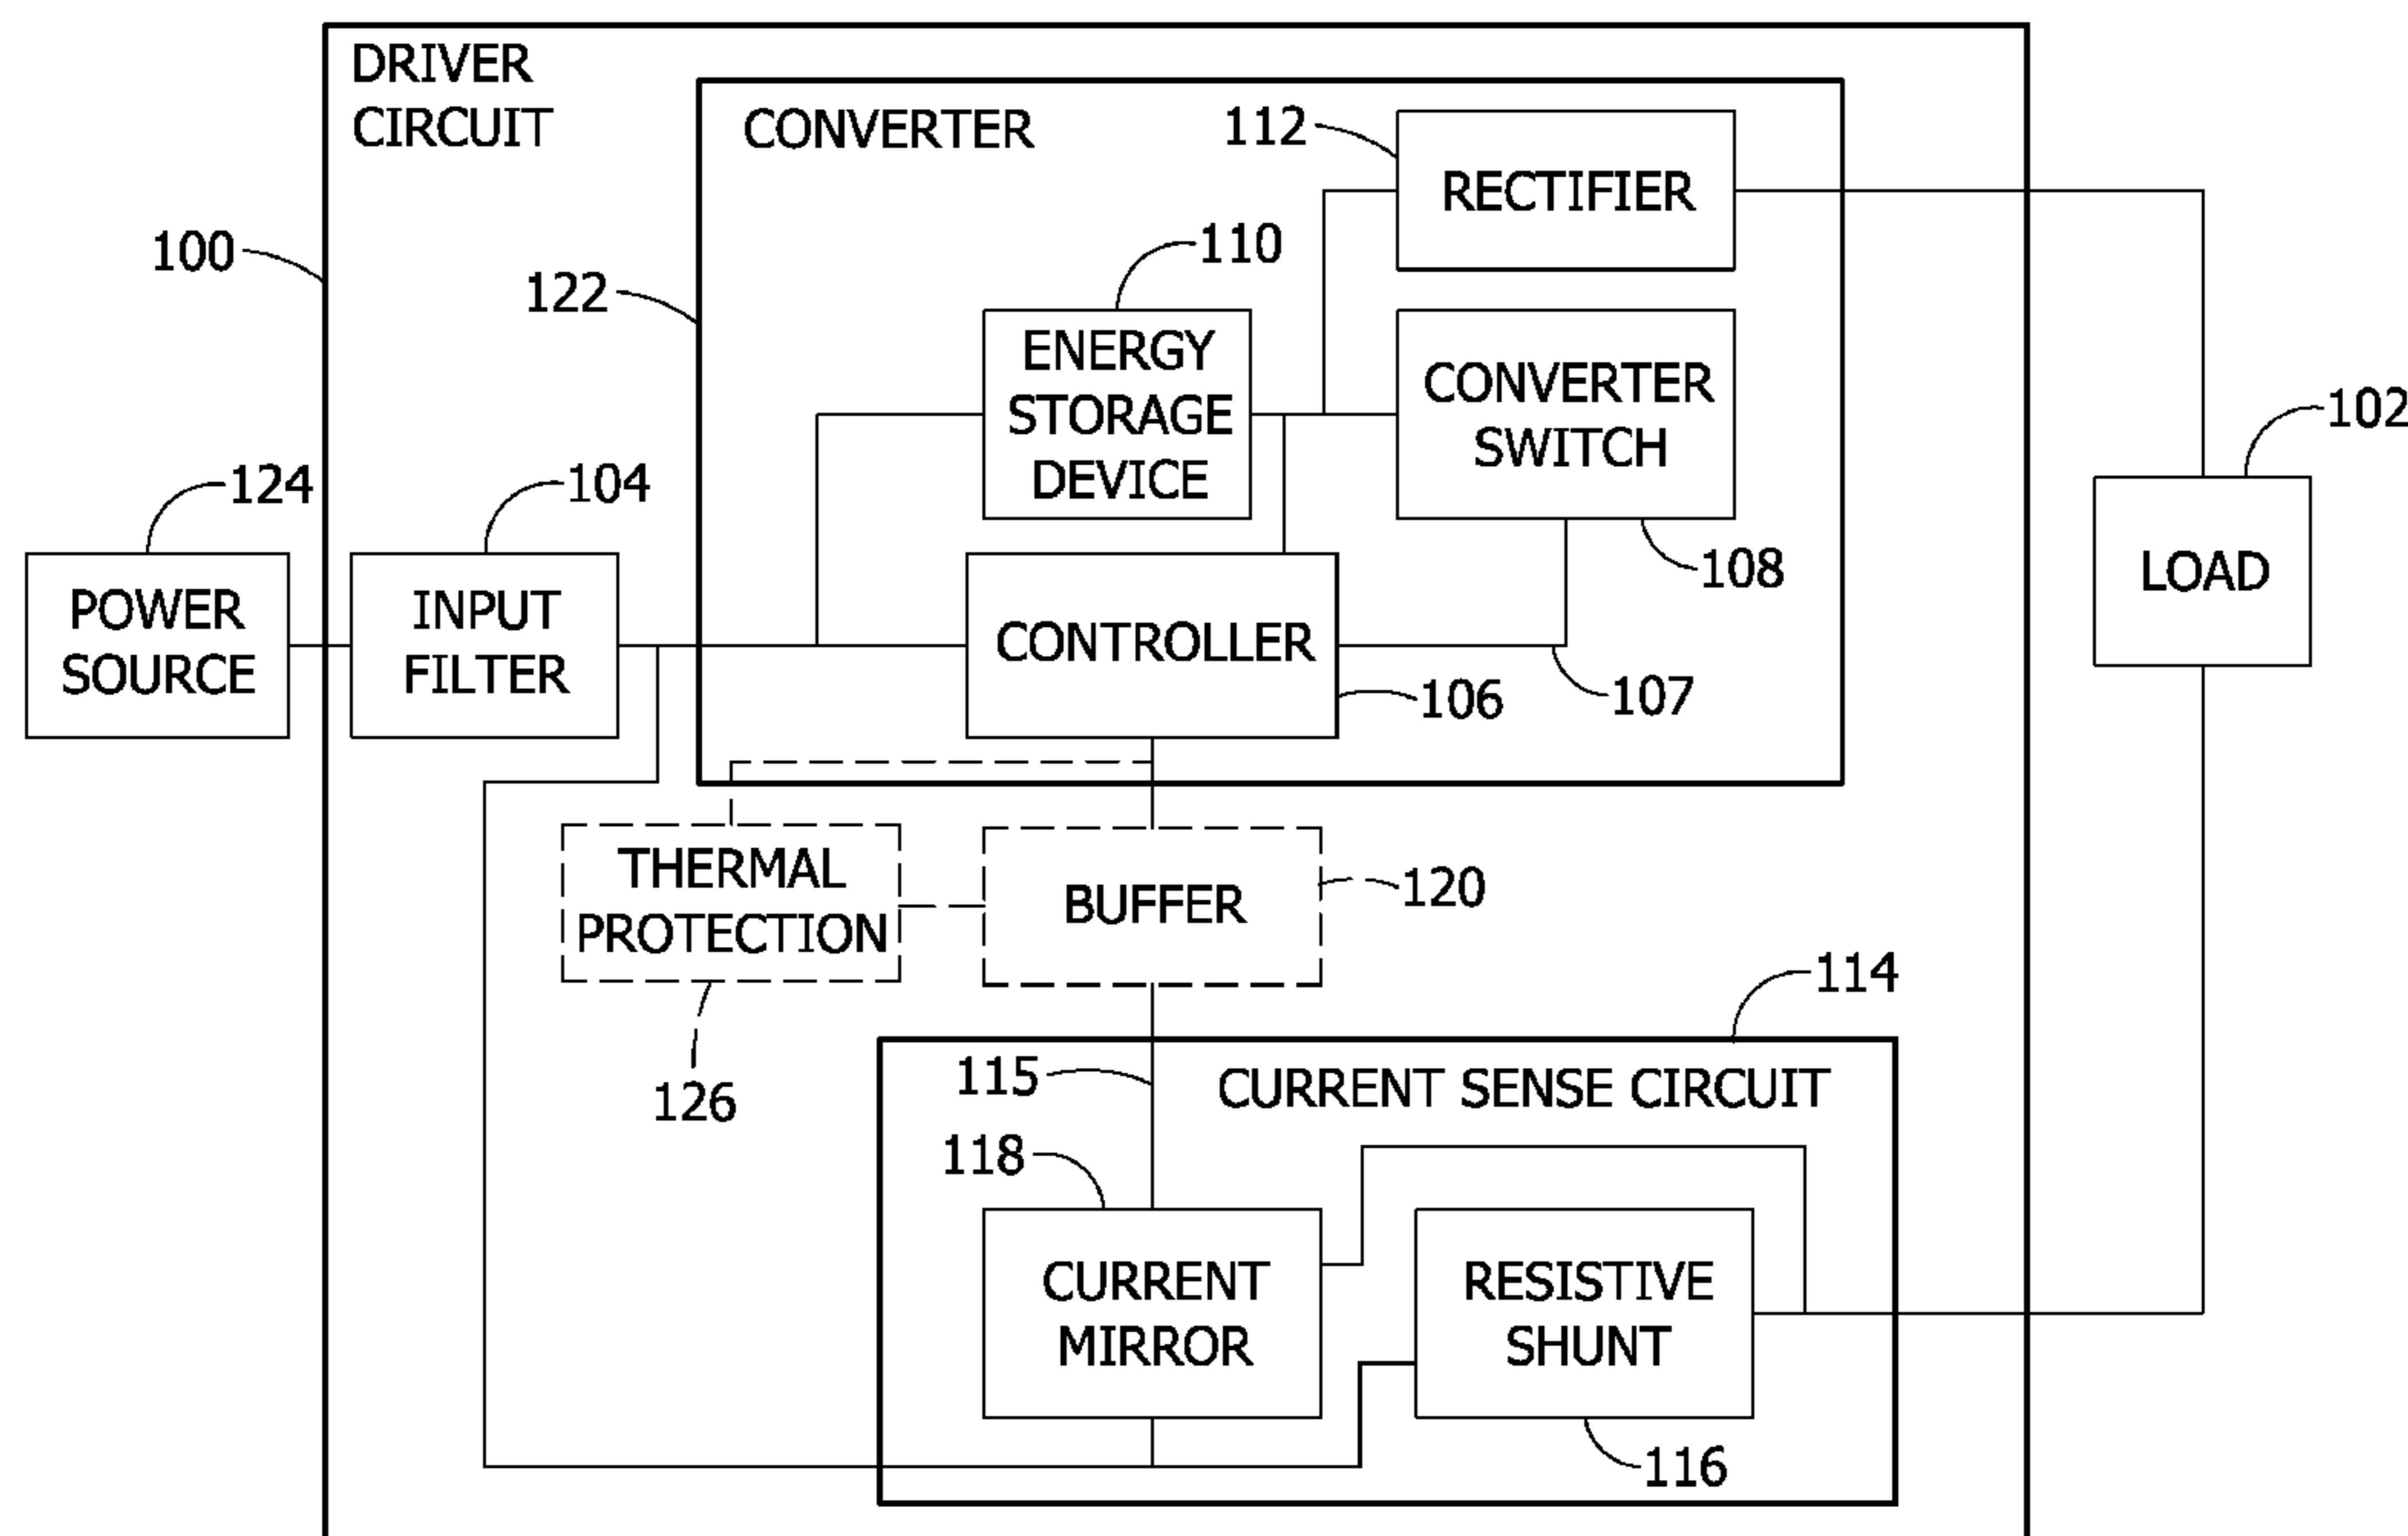 DRIVER
CIRCUIT
CONVERTER
112
RECTIFIER
100
110
122
ENERGY
STORAGE
DEVICE
CONVERTER
SWITCH
102
124
104
108
POWER
SOURCE
INPUT
FILTER
CONTROLLER
LOAD
106
107
THERMAL
PROTECTION
BUFFER
120
114
126
115
CURRENT SENSE CIRCUIT
118
CURRENT
MIRROR
RESISTIVE
SHUNT
116